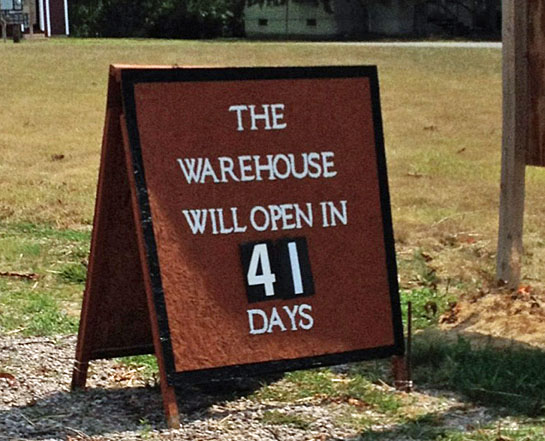 THE
WAREHOUSE
WILL OPEN IN
41
DAYS